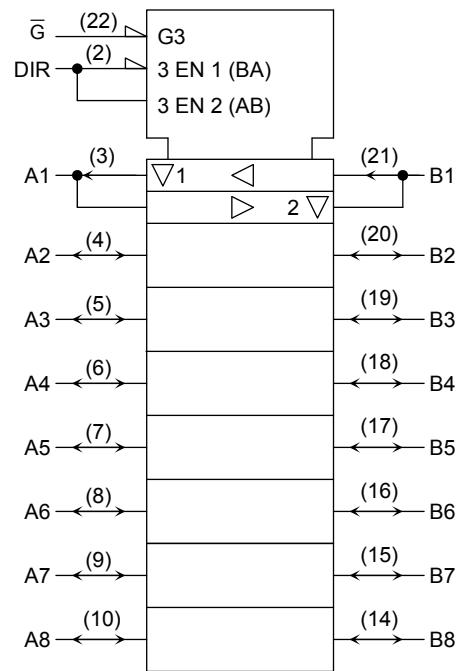 G̅ (22) G3
DIR (2) 3 EN 1 (BA)
3 EN 2 (AB)
A1 (3) 1 (21) B1
2
A2 (4) (20) B2
A3 (5) (19) B3
A4 (6) (18) B4
A5 (7) (17) B5
A6 (8) (16) B6
A7 (9) (15) B7
A8 (10) (14) B8